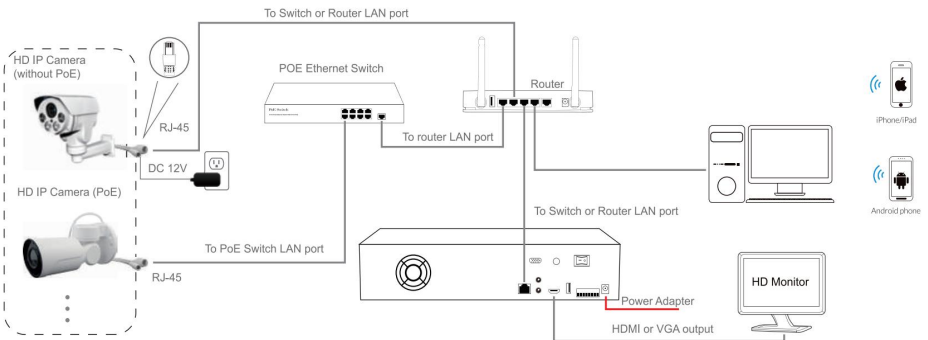 To Switch or Router LAN port
HD IP Camera
(without PoE)
POE Ethernet Switch
Router
RJ-45
To router LAN port
iPhone/iPad
DC 12V
HD IP Camera (PoE)
To Switch or Router LAN port
Android phone
To PoE Switch LAN port
RJ-45
HD Monitor
Power Adapter
HDMI or VGA output